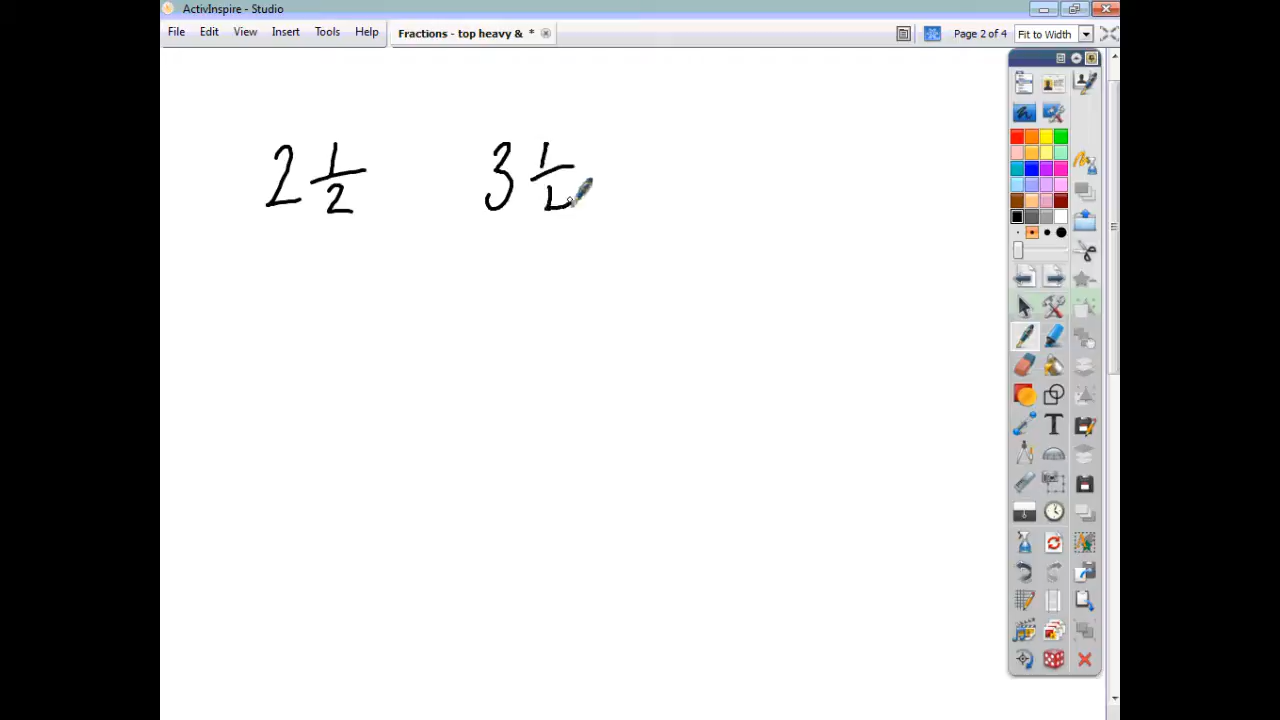 ActivInspire - Studio
File Edit View Insert Tools Help Fractions - top heavy & * Page 2 of 4 Fit to Width
2 1/2 3 1/